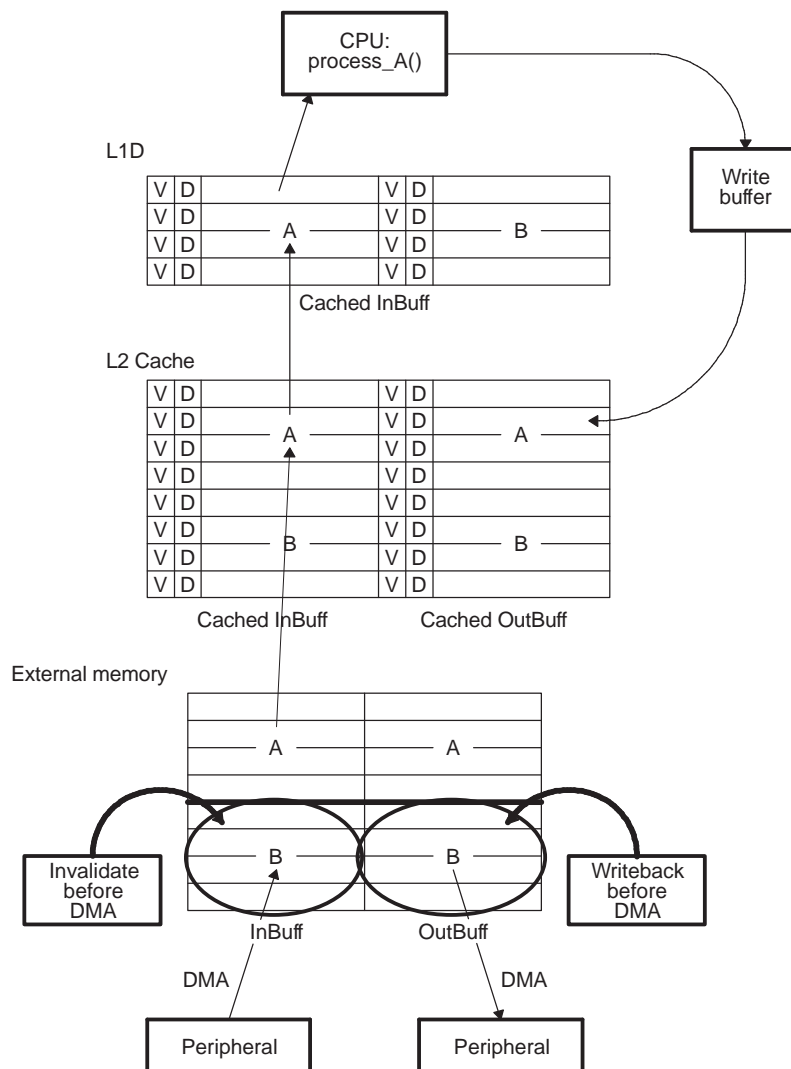 CPU:
process_A()
L1D
Write
buffer
V D V D
V D V D
A B
V D V D
V D V D
Cached InBuff
L2 Cache
V D V D
V D V D
A A
V D V D
V D V D
V D V D
V D V D
B B
V D V D
V D V D
Cached InBuff Cached OutBuff
External memory
A A
B B
Invalidate
before
DMA
Writeback
before
DMA
InBuff OutBuff
DMA DMA
Peripheral Peripheral